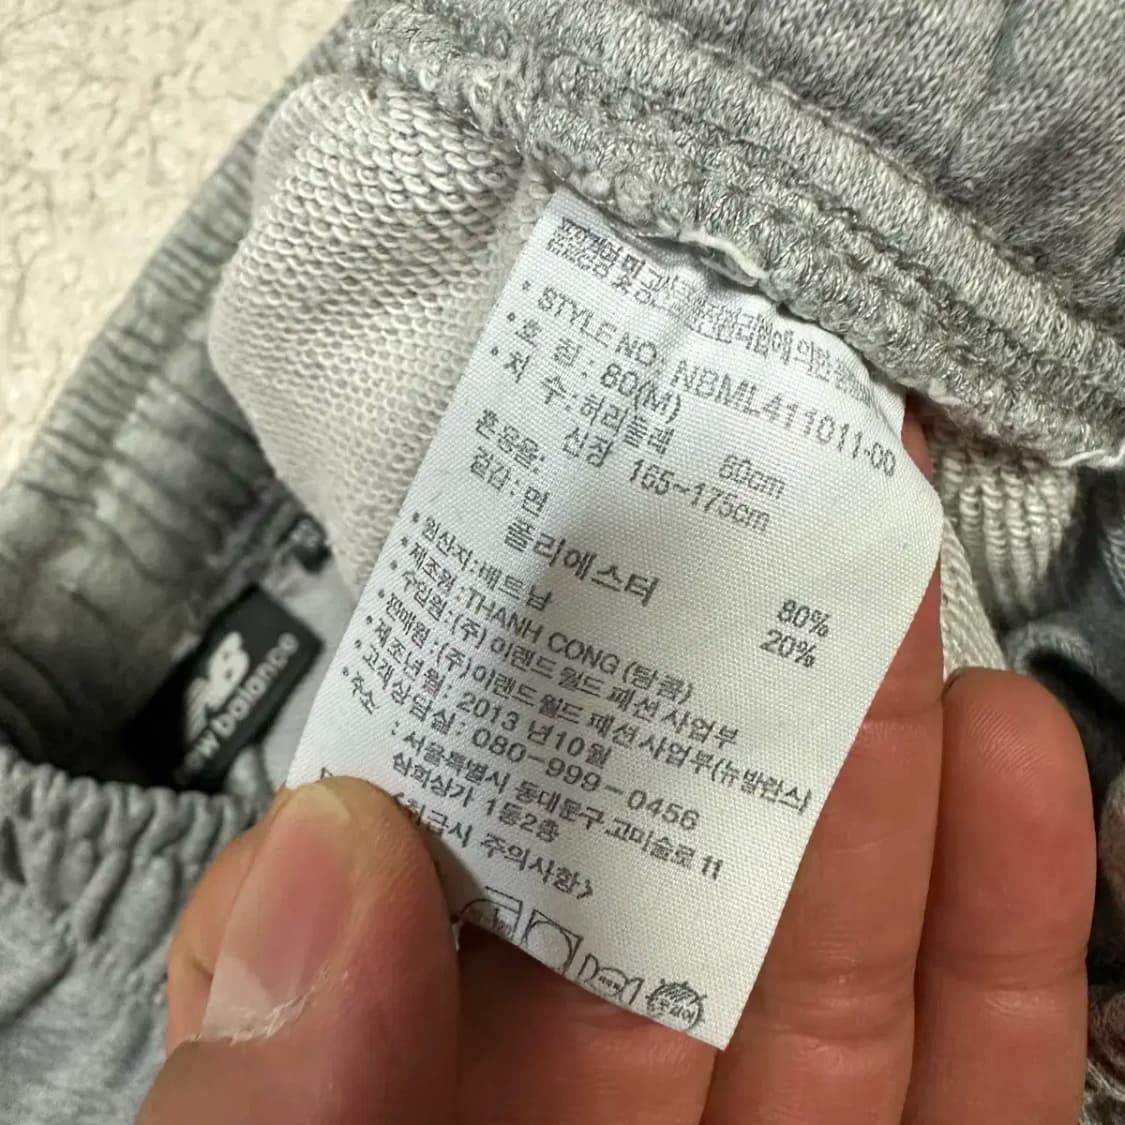 • STYLE NO: NBML411011-00
• 호 칭 : 80(M)
• 치 수 : 허리둘레 80cm
신장 165~175cm
혼용율:
겉감 : 면 80%
폴리에스터 20%
• 원산지 : 베트남
• 제조원 : THANH CONG (탐콩)
• 수입원 : (주)이랜드월드 패션사업부
• 판매원 : (주)이랜드월드 패션사업부(뉴발란스)
• 제조년월 : 2013 년10월
• 고객상담실 : 080-999-0456
• 주소 : 서울특별시 동대문구 고미술로 11
삼희상가 1동2층
취급시 주의사항>
NB
new balance